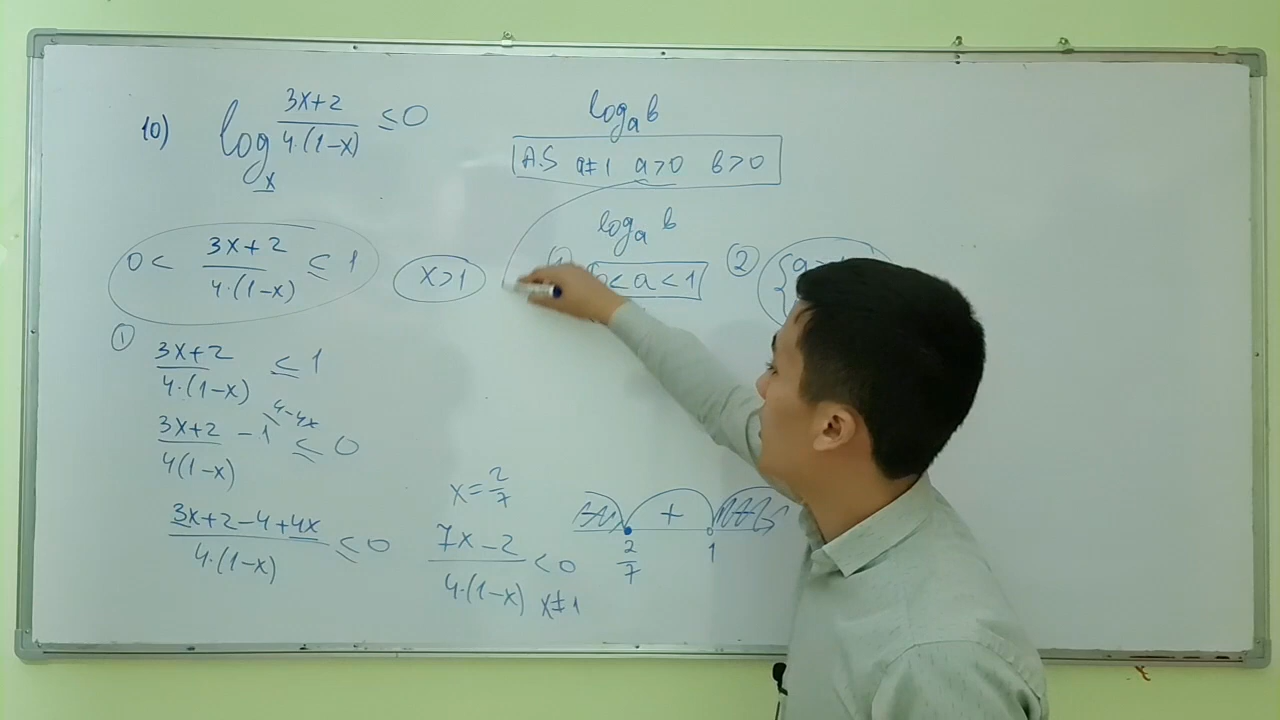 10) log_x (3x+2)/(4·(1-x)) ≤ 0
log_a b
A.S a≠1 a>0 b>0
log_a b
0 < (3x+2)/(4·(1-x)) ≤ 1
x>1
0 < a < 1
②
①
(3x+2)/(4·(1-x)) ≤ 1
4-4x
(3x+2)/(4(1-x)) - 1 ≤ 0
(3x+2-4+4x)/(4·(1-x)) ≤ 0
x = 2/7
(7x-2)/(4·(1-x)) < 0
x≠1
+
2/7 1